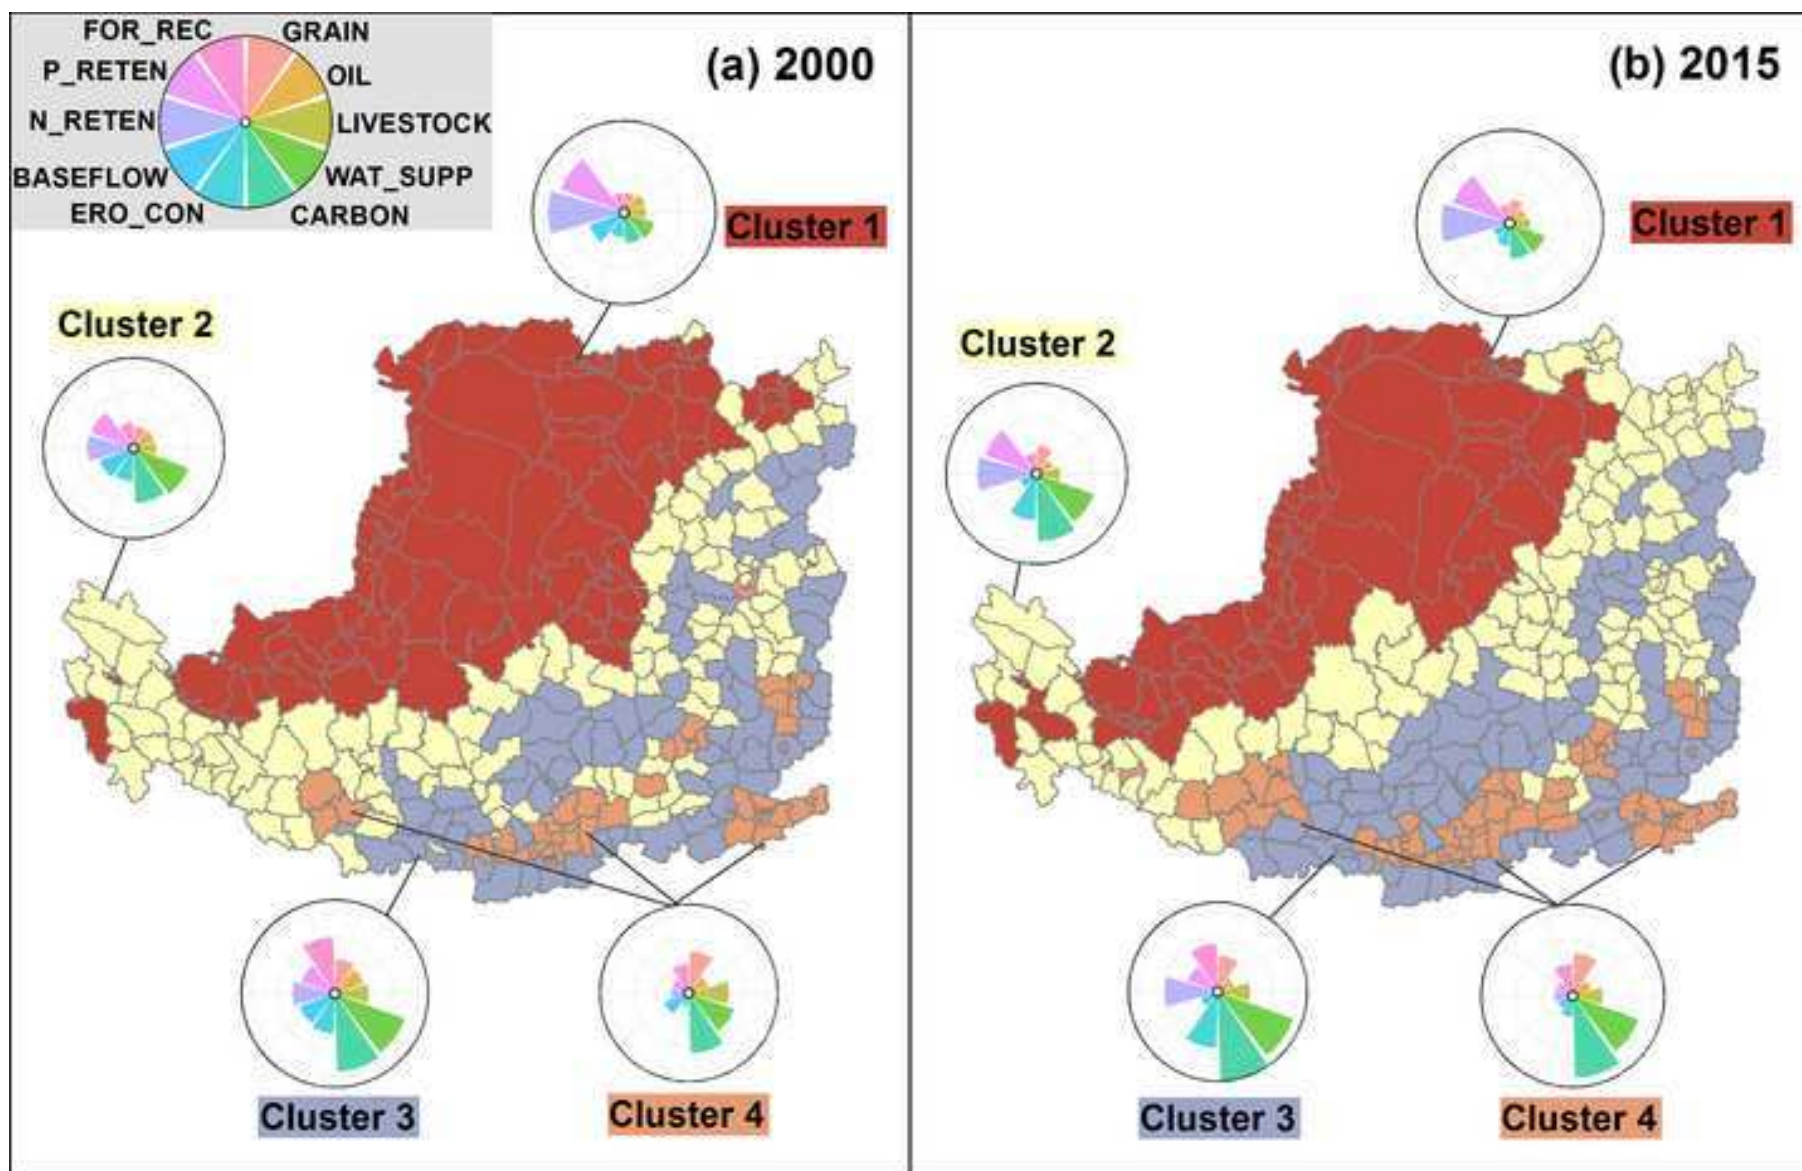 FOR_REC
GRAIN
P_RETEN
OIL
N_RETEN
LIVESTOCK
BASEFLOW
WAT_SUPP
ERO_CON
CARBON
(a) 2000
Cluster 1
Cluster 2
Cluster 3
Cluster 4
(b) 2015
Cluster 1
Cluster 2
Cluster 3
Cluster 4